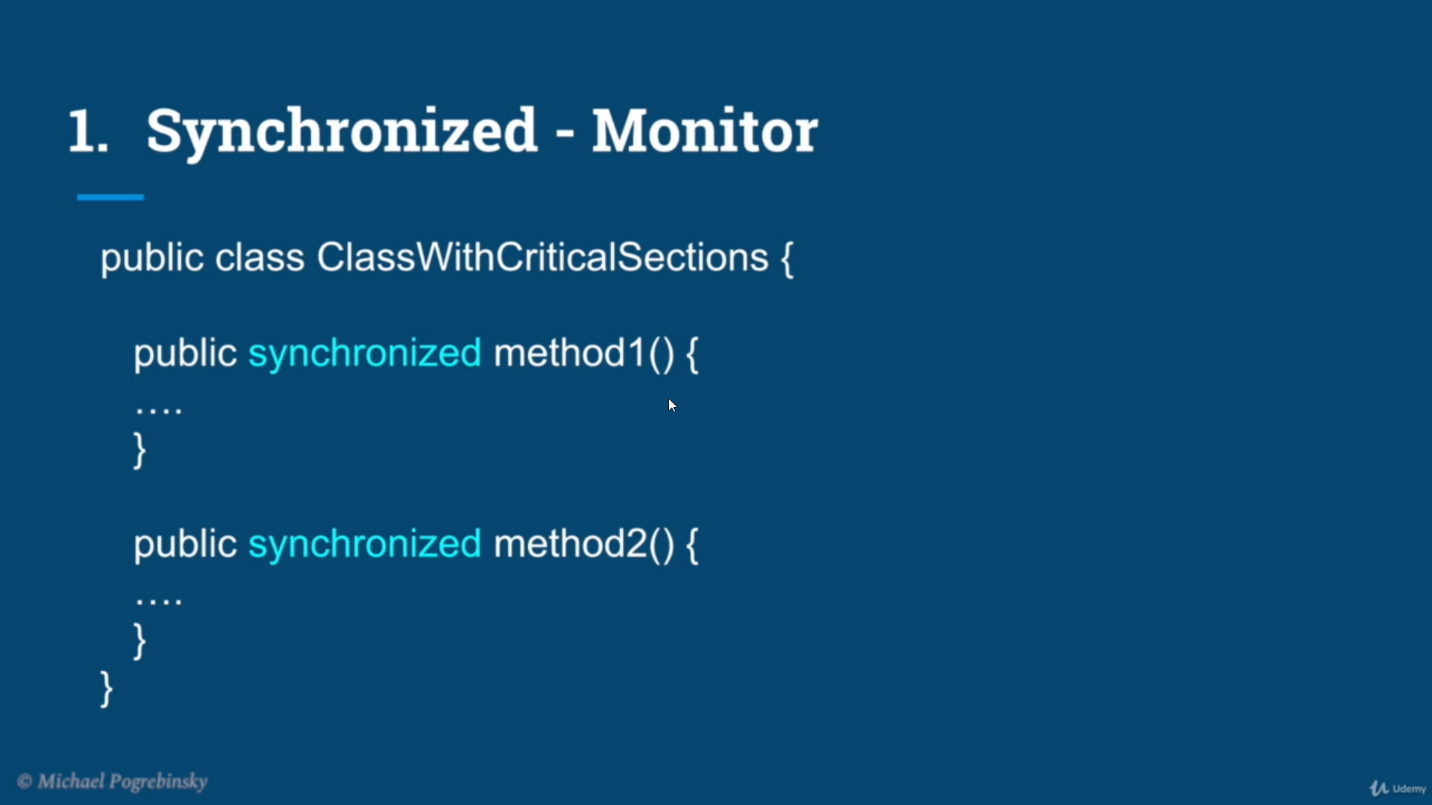 1. Synchronized - Monitor
public class ClassWithCriticalSections {
public synchronized method1() {
....
}
public synchronized method2() {
....
}
}
© Michael Pogrebinsky
Udemy